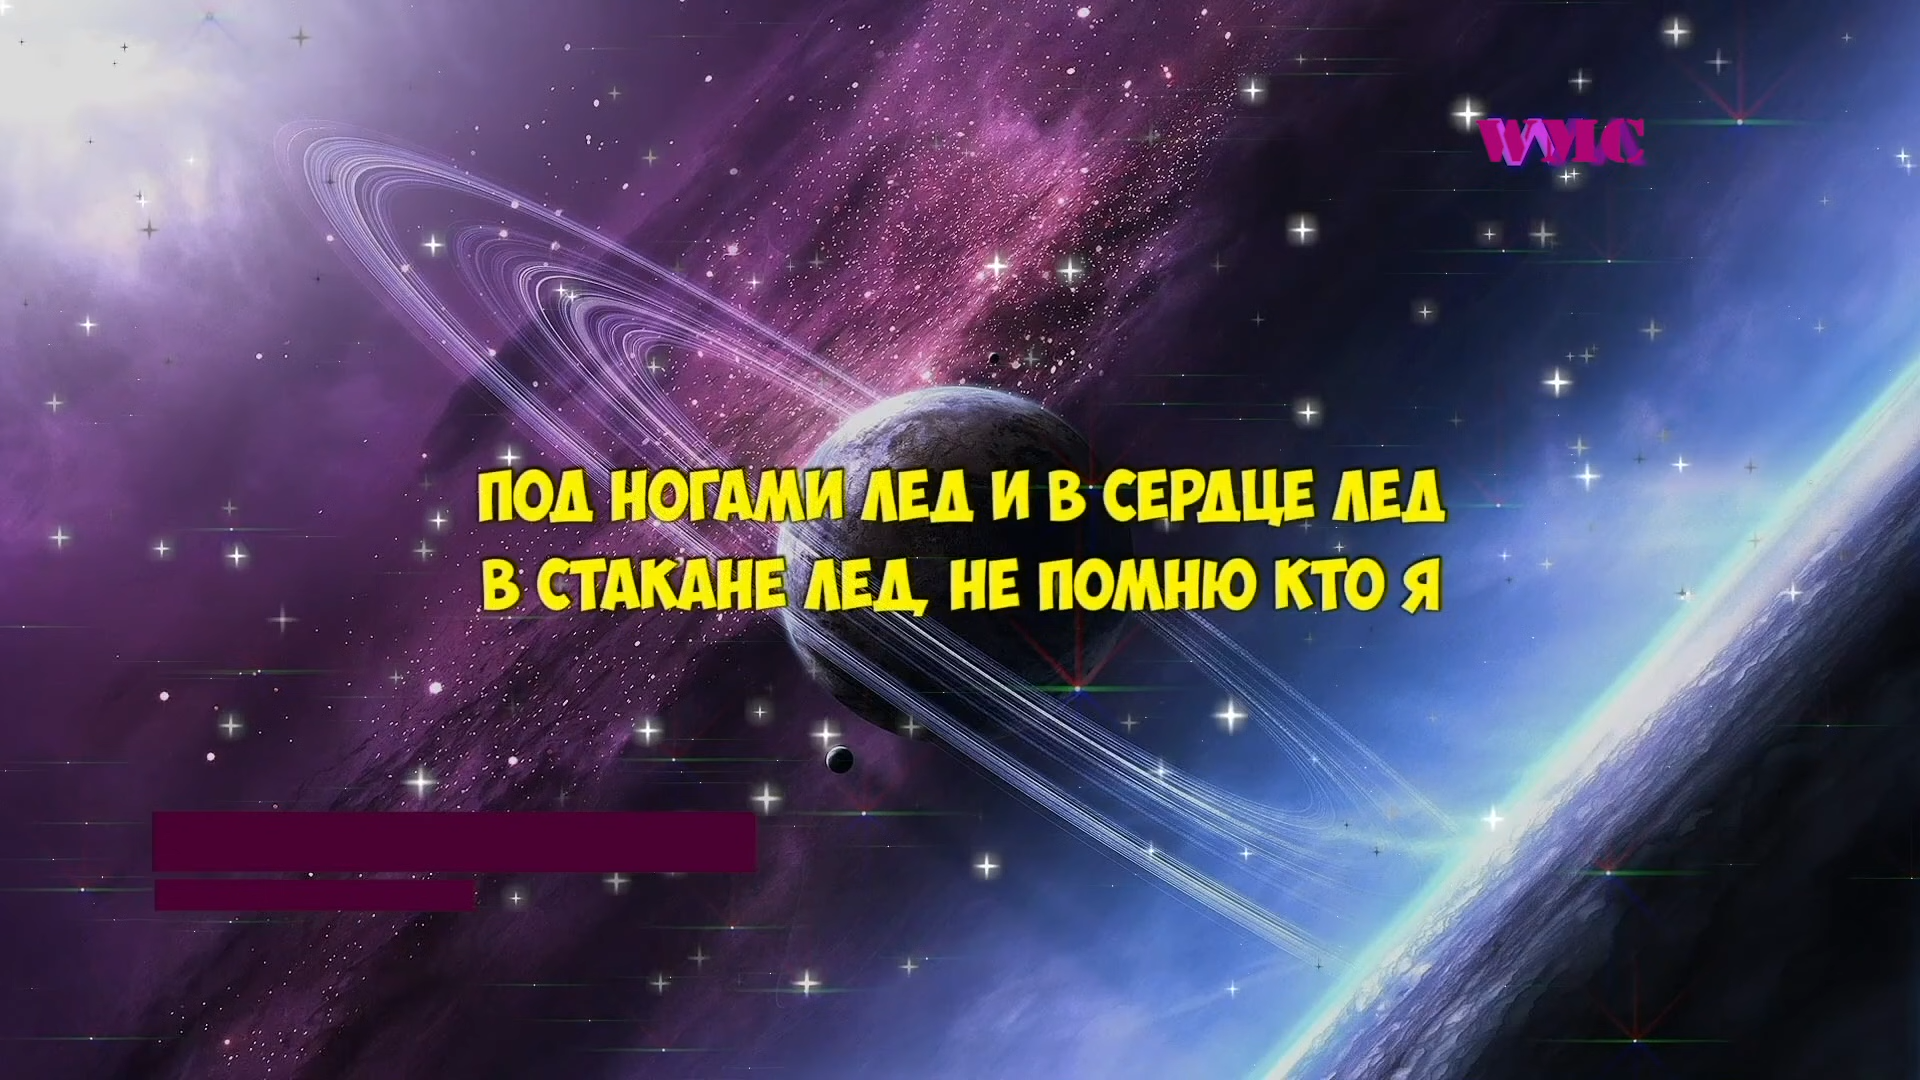 WMC
ПОД НОГАМИ ЛЕД И В СЕРДЦЕ ЛЕД
В СТАКАНЕ ЛЕД, НЕ ПОМНЮ КТО Я